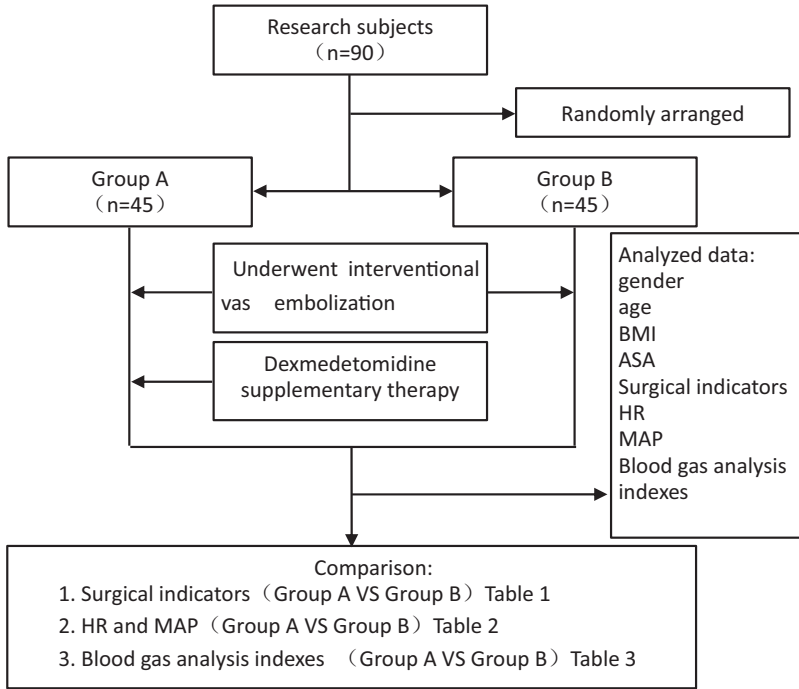 Research subjects
（n=90）
Randomly arranged
Group A
（n=45）
Group B
（n=45）
Underwent interventional
vas embolization
Dexmedetomidine
supplementary therapy
Analyzed data:
gender
age
BMI
ASA
Surgical indicators
HR
MAP
Blood gas analysis
indexes
Comparison:
1. Surgical indicators（Group A VS Group B）Table 1
2. HR and MAP（Group A VS Group B）Table 2
3. Blood gas analysis indexes （Group A VS Group B）Table 3